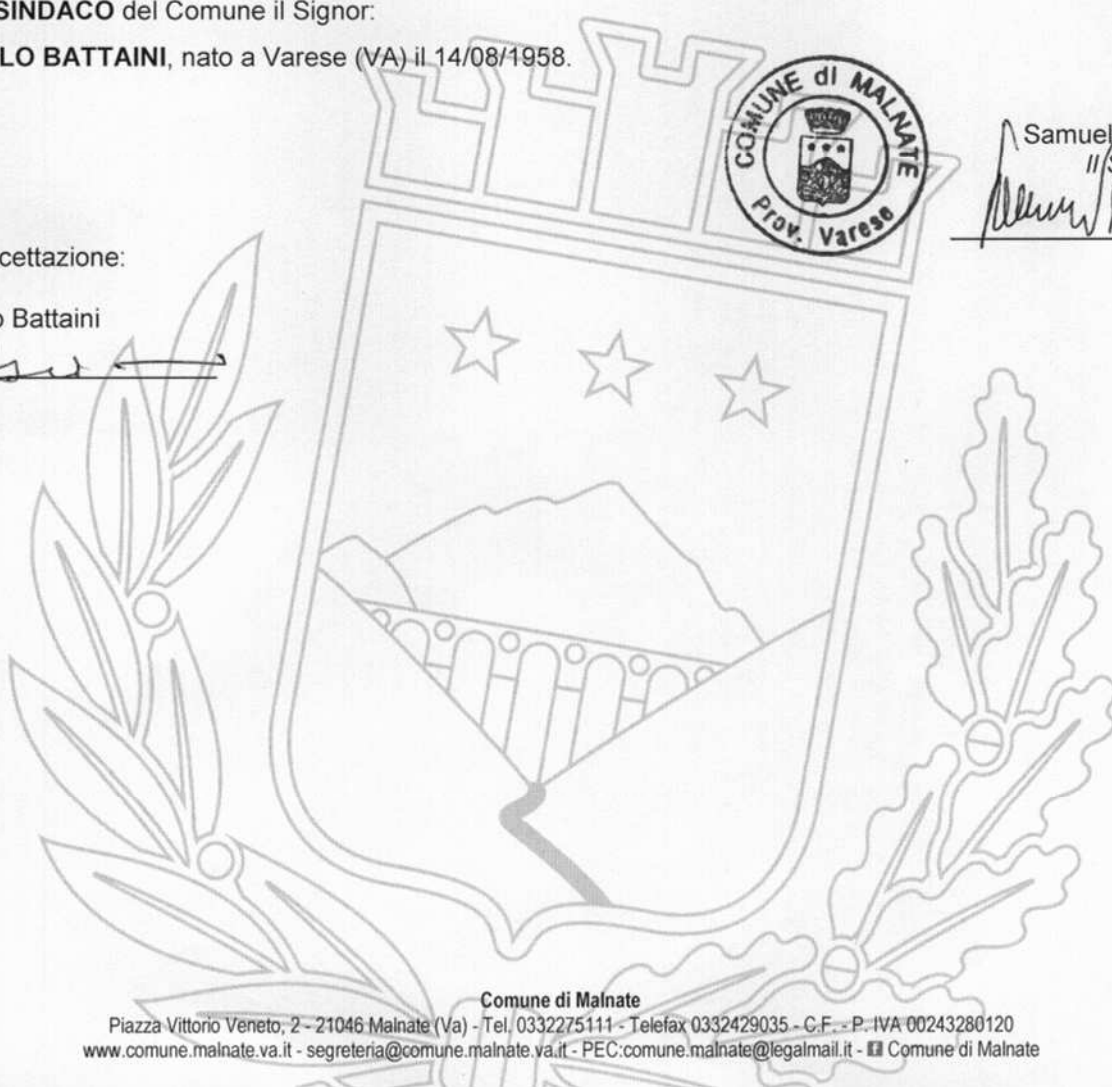 SINDACO del Comune il Signor:
LO BATTAINI, nato a Varese (VA) il 14/08/1958.
COMUNE di MALNATE
Prov. Varese
Samuel
Il
cettazione:
o Battaini
Comune di Malnate
Piazza Vittorio Veneto, 2 - 21046 Malnate (Va) - Tel. 0332275111 - Telefax 0332429035 - C.F. - P. IVA 00243280120
www.comune.malnate.va.it - segreteria@comune.malnate.va.it - PEC:comune.malnate@legalmail.it - Comune di Malnate